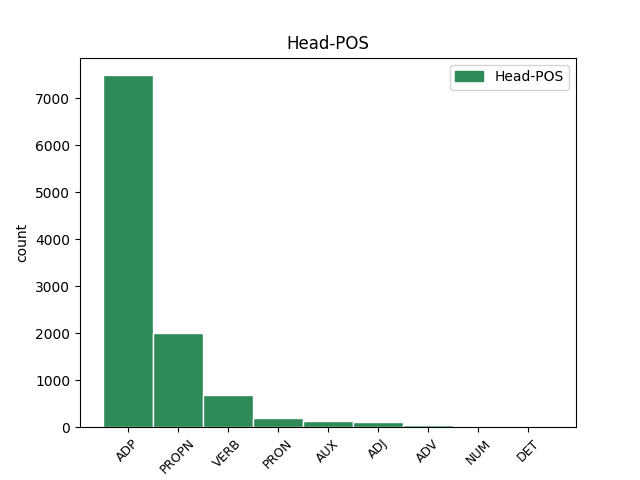 Head-POS
Head-POS
count
7000
6000
5000
4000
3000
2000
1000
0
ADP
PROPN
VERB
PRON
AUX
ADJ
ADV
NUM
DET